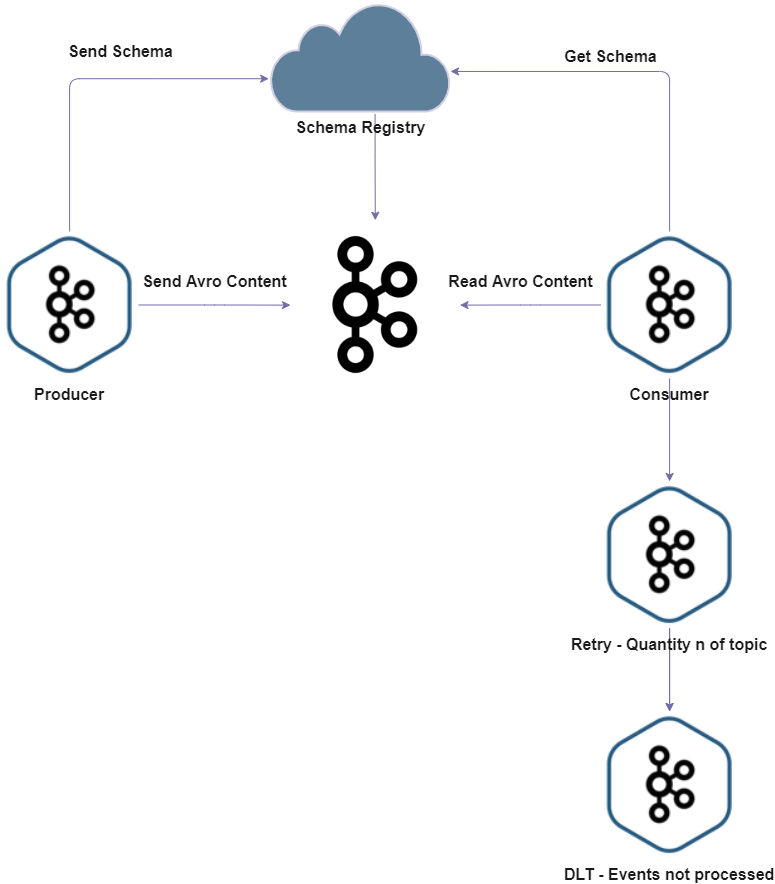 Send Schema
Get Schema
Schema Registry
Send Avro Content
Read Avro Content
Producer
Consumer
Retry - Quantity n of topic
DLT - Events not processed